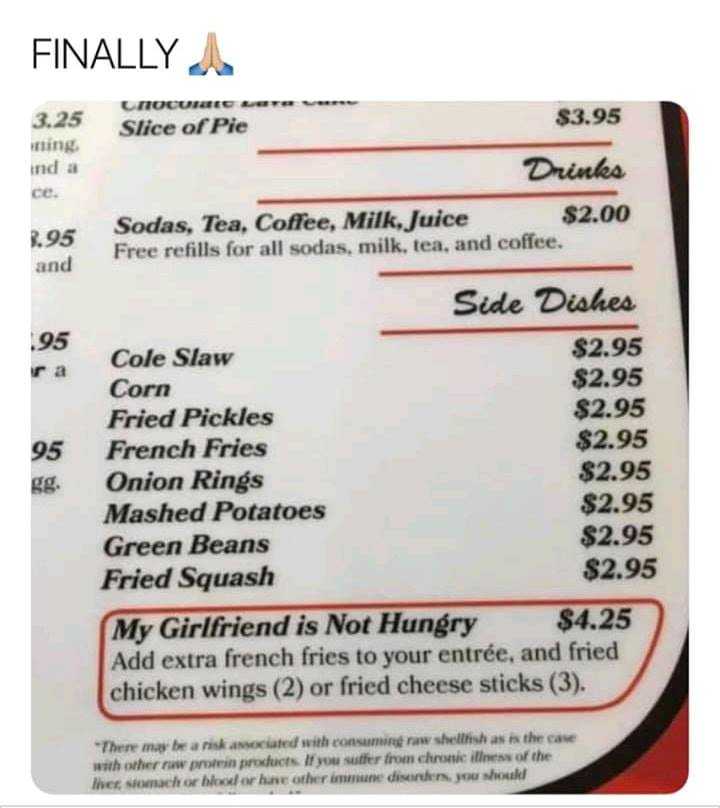 FINALLY 🙏🏼
3.25
and a
ce.
and
.95
r a
95
gg.
Slice of Pie $3.95
Drinks
Sodas, Tea, Coffee, Milk, Juice $2.00
Free refills for all sodas, milk, tea, and coffee.
Side Dishes
Cole Slaw $2.95
Corn $2.95
Fried Pickles $2.95
French Fries $2.95
Onion Rings $2.95
Mashed Potatoes $2.95
Green Beans $2.95
Fried Squash $2.95
My Girlfriend is Not Hungry $4.25
Add extra french fries to your entrée, and fried
chicken wings (2) or fried cheese sticks (3).
"There may be a risk associated with consuming raw shellfish as is the case
with other raw protein products. If you suffer from chronic illness of the
liver, stomach or blood or have other immune disorders, you should